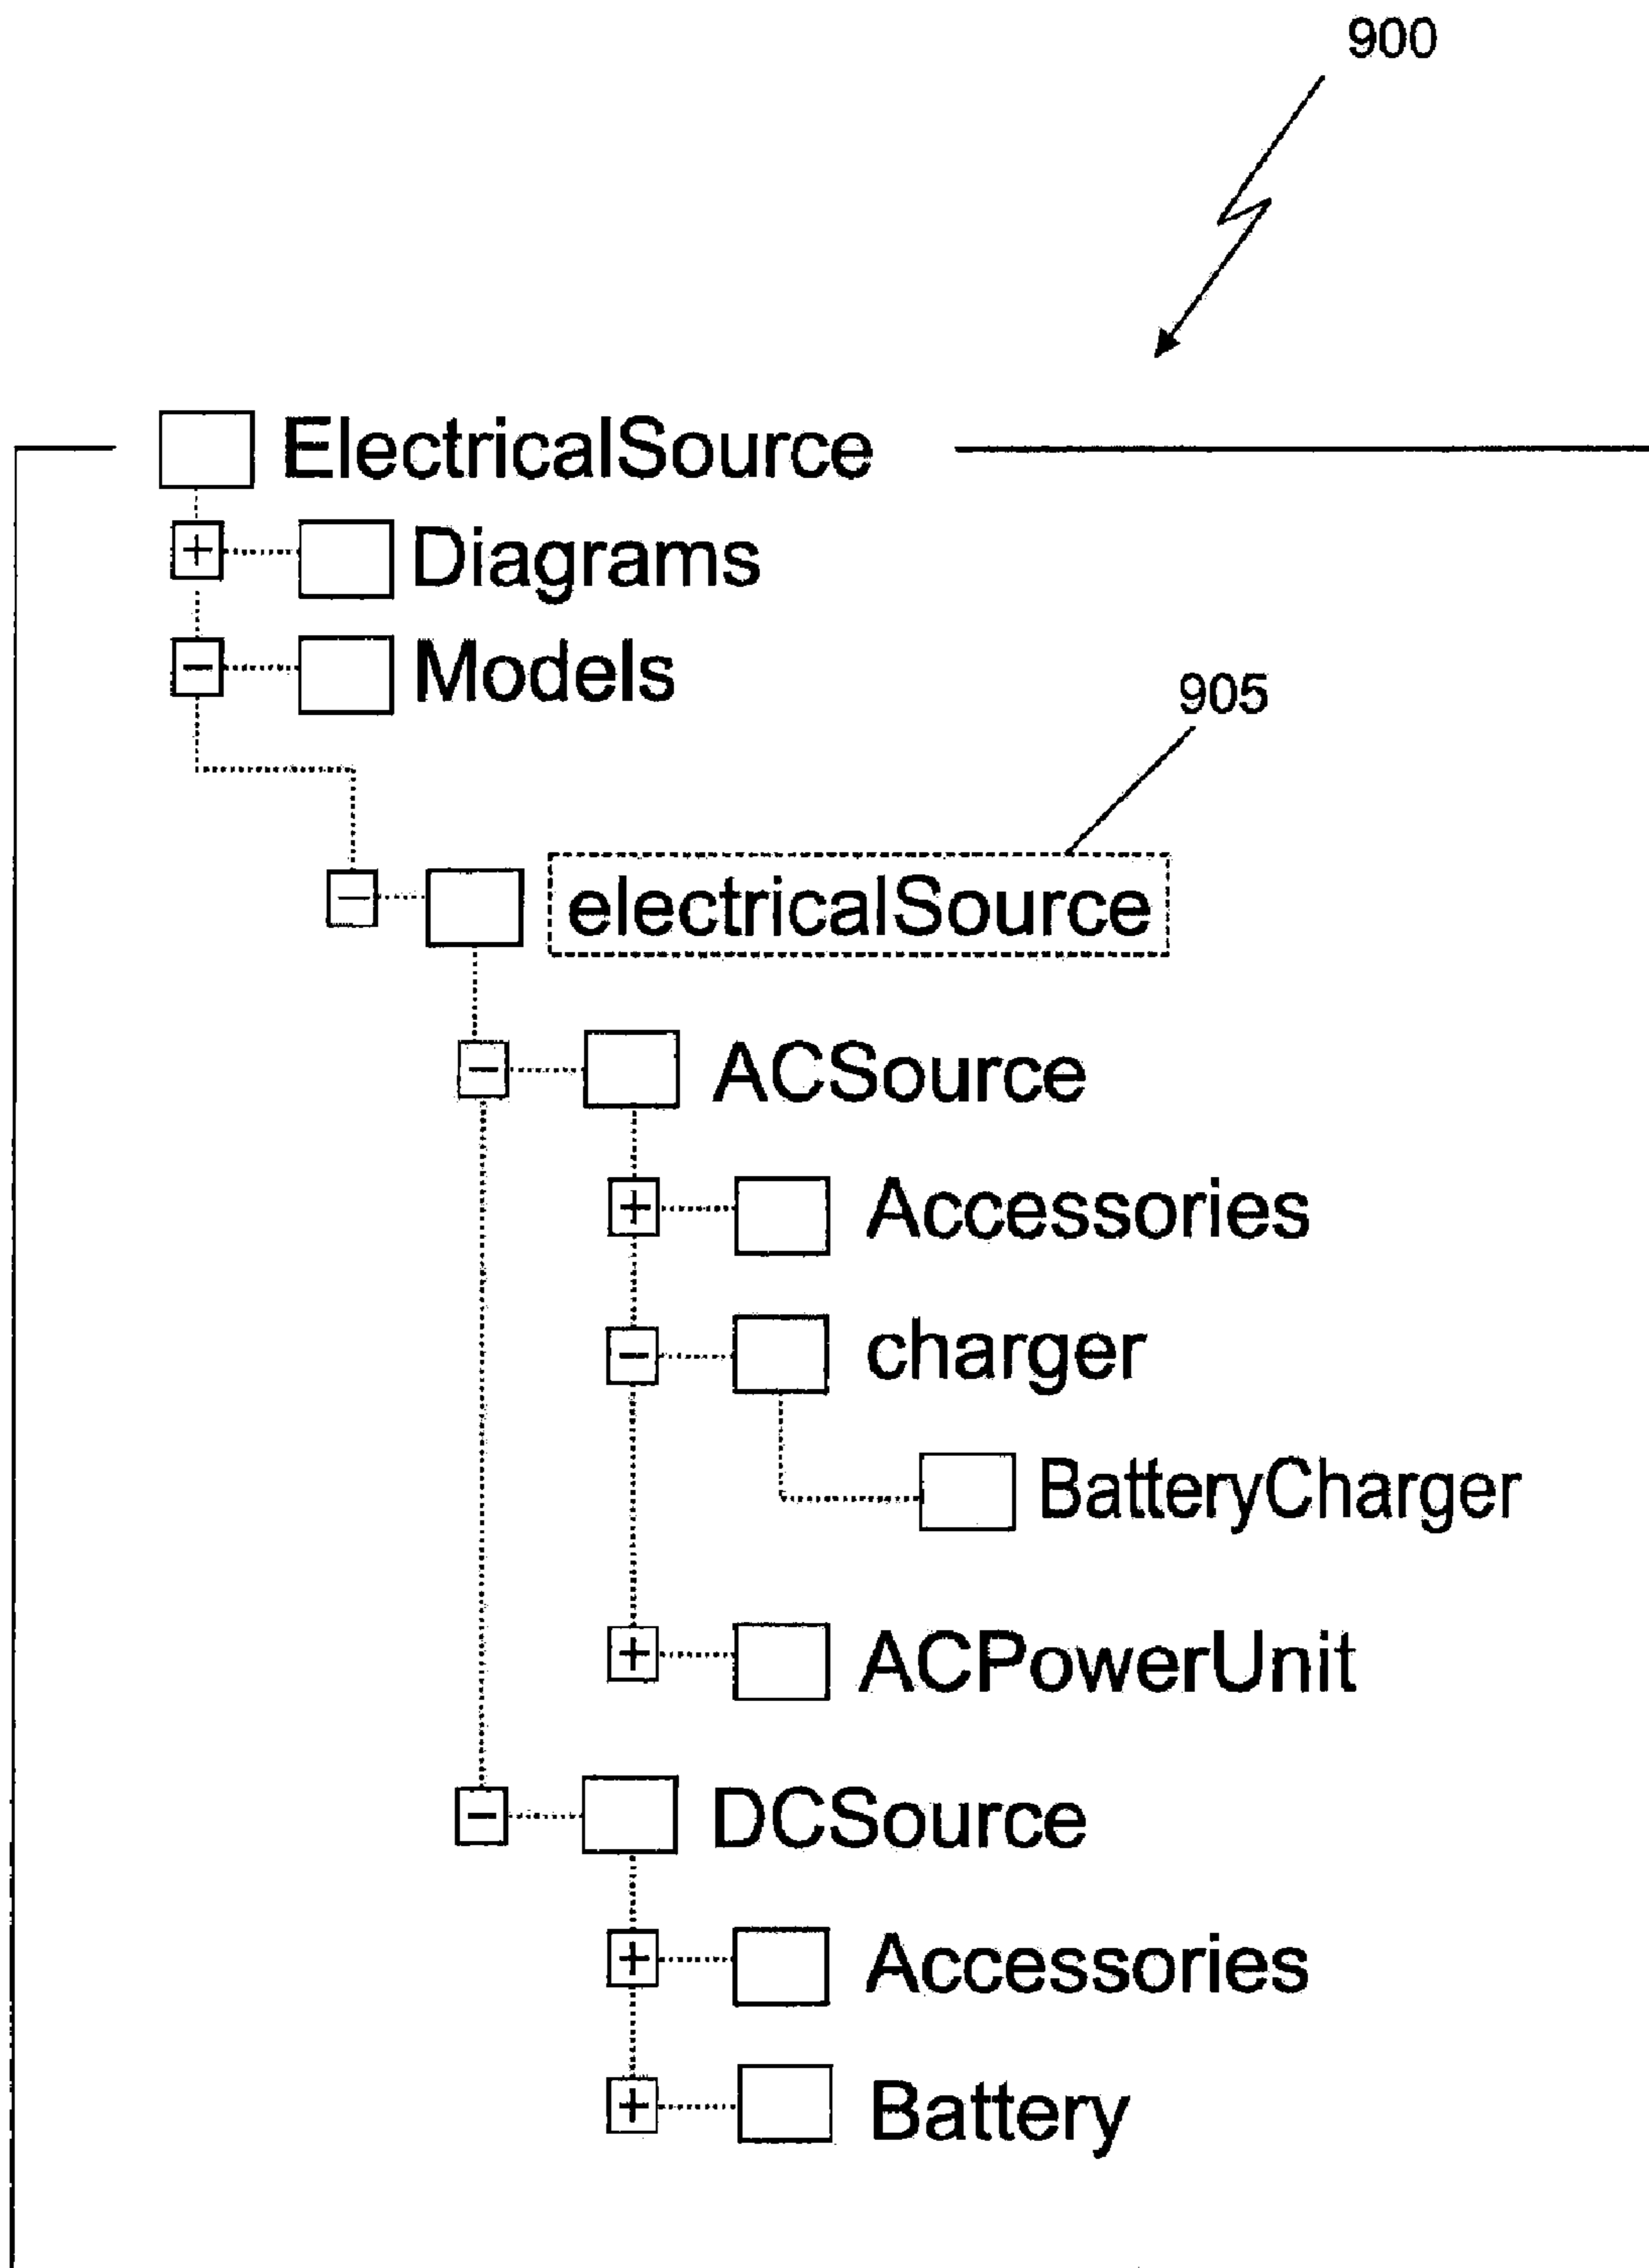 900
ElectricalSource
+ Diagrams
- Models
905
- electricalSource
- ACSource
+ Accessories
- charger
BatteryCharger
+ ACPowerUnit
- DCSource
+ Accessories
+ Battery